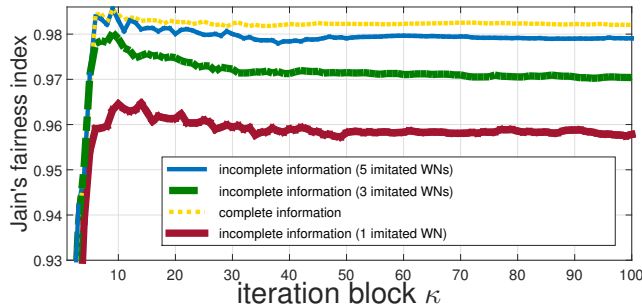 Jain's fairness index
0.98
0.97
0.96
0.95
0.94
0.93
incomplete information (5 imitated WNs)
incomplete information (3 imitated WNs)
complete information
incomplete information (1 imitated WN)
10 20 30 40 50 60 70 80 90 100
iteration block κ